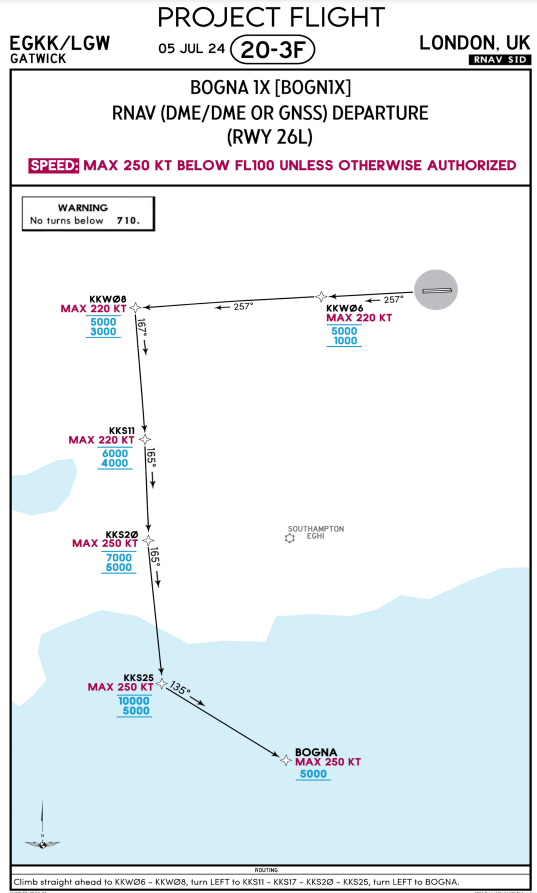 PROJECT FLIGHT
EGKK/LGW
GATWICK
05 JUL 24
20-3F
LONDON, UK
RNAV SID
BOGNA 1X [BOGN1X]
RNAV (DME/DME OR GNSS) DEPARTURE
(RWY 26L)
SPEED: MAX 250 KT BELOW FL100 UNLESS OTHERWISE AUTHORIZED
WARNING
No turns below 710.
KKWØ8
MAX 220 KT
5000
3000
257°
257°
KKWØ6
MAX 220 KT
5000
1000
167°
KKS11
MAX 220 KT
6000
4000
165°
KKS2Ø
MAX 250 KT
7000
5000
165°
SOUTHAMPTON
EGHI
KKS25
MAX 250 KT
10000
5000
135°
BOGNA
MAX 250 KT
5000
N
ROUTING
Climb straight ahead to KKWØ6 - KKWØ8, turn LEFT to KKS11 - KKS17 - KKS2Ø - KKS25, turn LEFT to BOGNA.